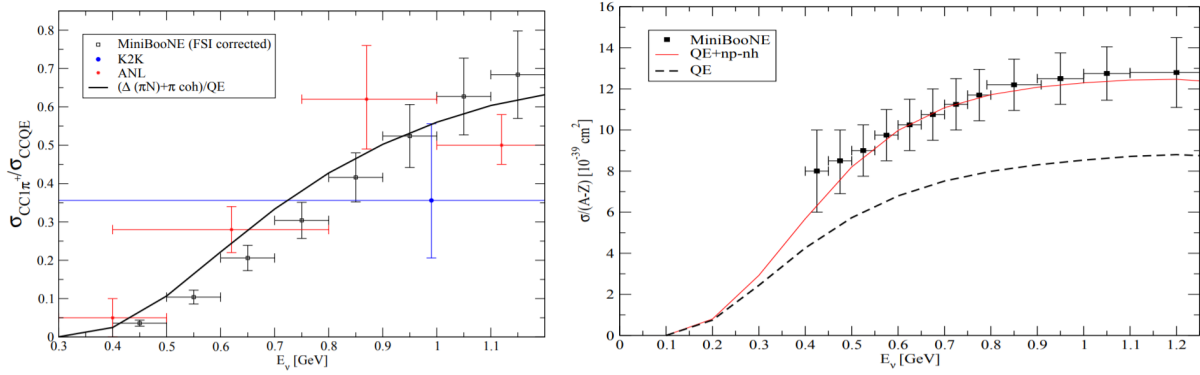 0.8
0.7
0.6
0.5
0.4
0.3
0.2
0.1
0
σCC1π+/σCCQE
MiniBooNE (FSI corrected)
K2K
ANL
(Δ (πN)+π coh)/QE
0.3 0.4 0.5 0.6 0.7 0.8 0.9 1 1.1
Eν [GeV]
16
14
12
10
8
6
4
2
0
σ/(A-Z) [10⁻³⁹ cm²]
MiniBooNE
QE+np-nh
QE
0 0.1 0.2 0.3 0.4 0.5 0.6 0.7 0.8 0.9 1 1.1 1.2
Eν [GeV]